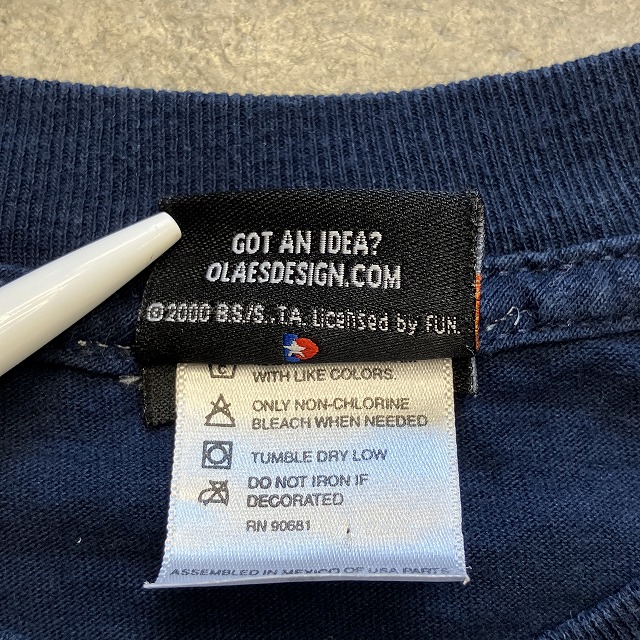 GOT AN IDEA?
OLAESDESIGN.COM
©2000 B.S/S..TA. Licensed by FUN.
WITH LIKE COLORS.
ONLY NON-CHLORINE
BLEACH WHEN NEEDED
TUMBLE DRY LOW
DO NOT IRON IF
DECORATED
RN 90681
ASSEMBLED IN MEXICO OF USA PARTS